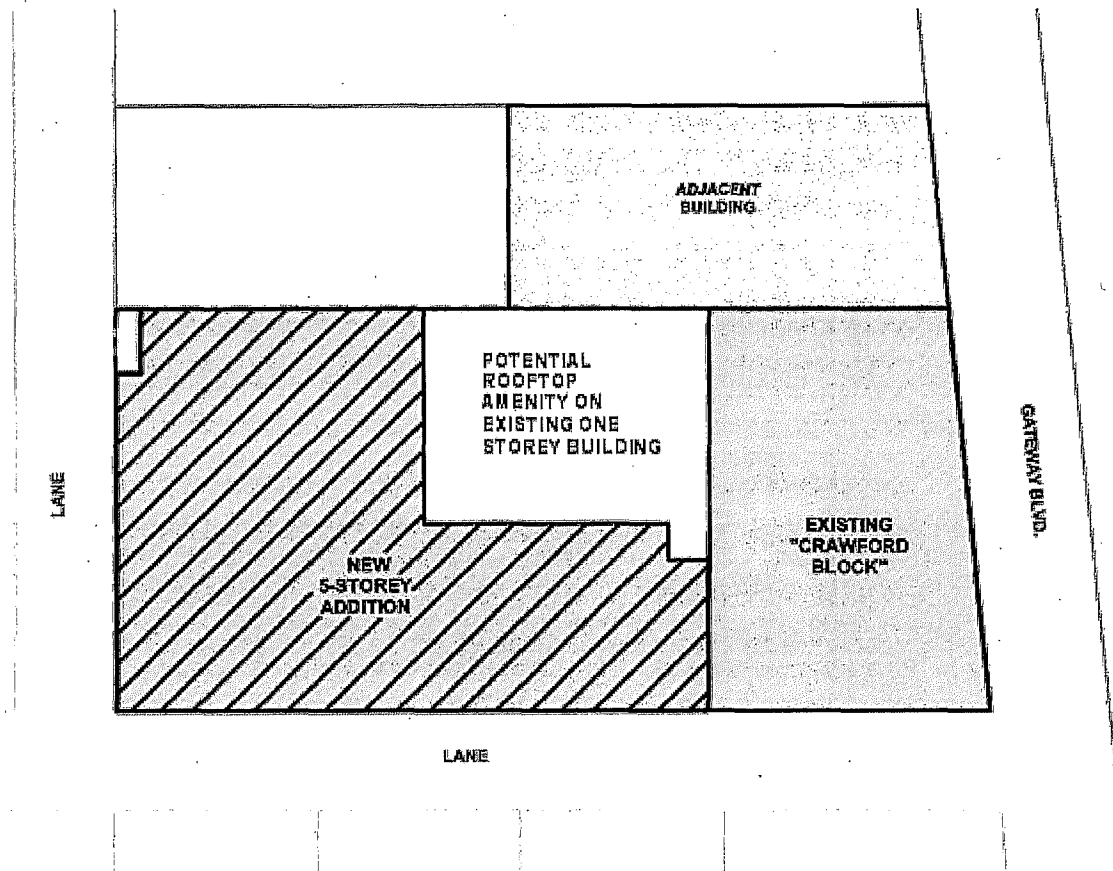 ADJACENT
BUILDING
POTENTIAL
ROOFTOP
AMENITY ON
EXISTING ONE
STOREY BUILDING
GATEWAY BLVD.
LANE
EXISTING
"CRAWFORD
BLOCK"
NEW
5-STOREY
ADDITION
LANE